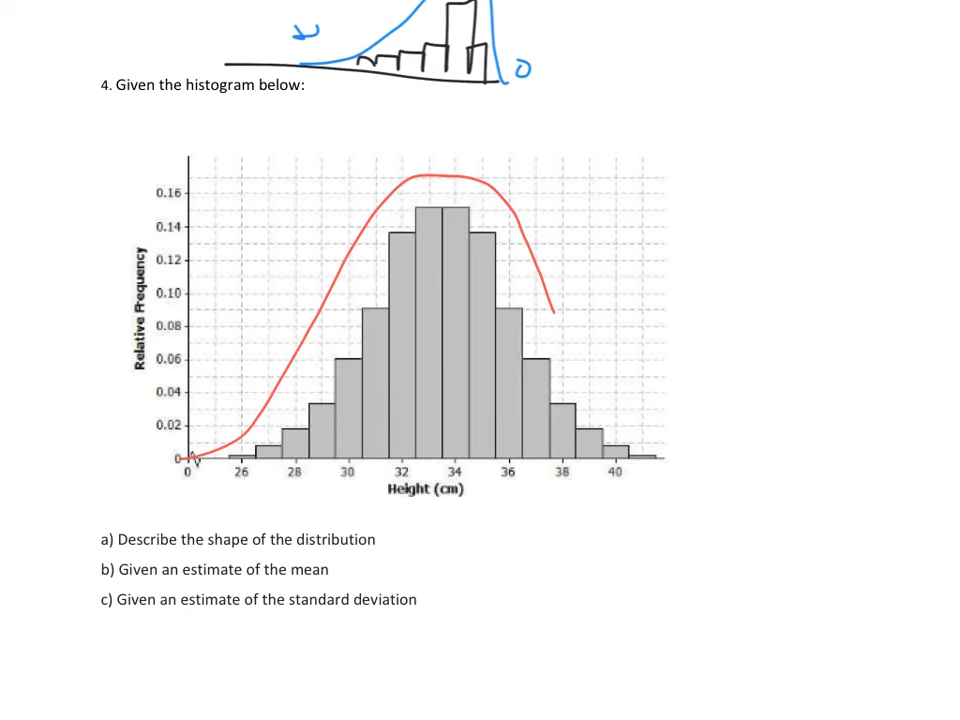 0
4. Given the histogram below:
0.16
0.14
0.12
0.10
0.08
0.06
0.04
0.02
0
Relative Frequency
0 26 28 30 32 34 36 38 40
Height (cm)
a) Describe the shape of the distribution
b) Given an estimate of the mean
c) Given an estimate of the standard deviation